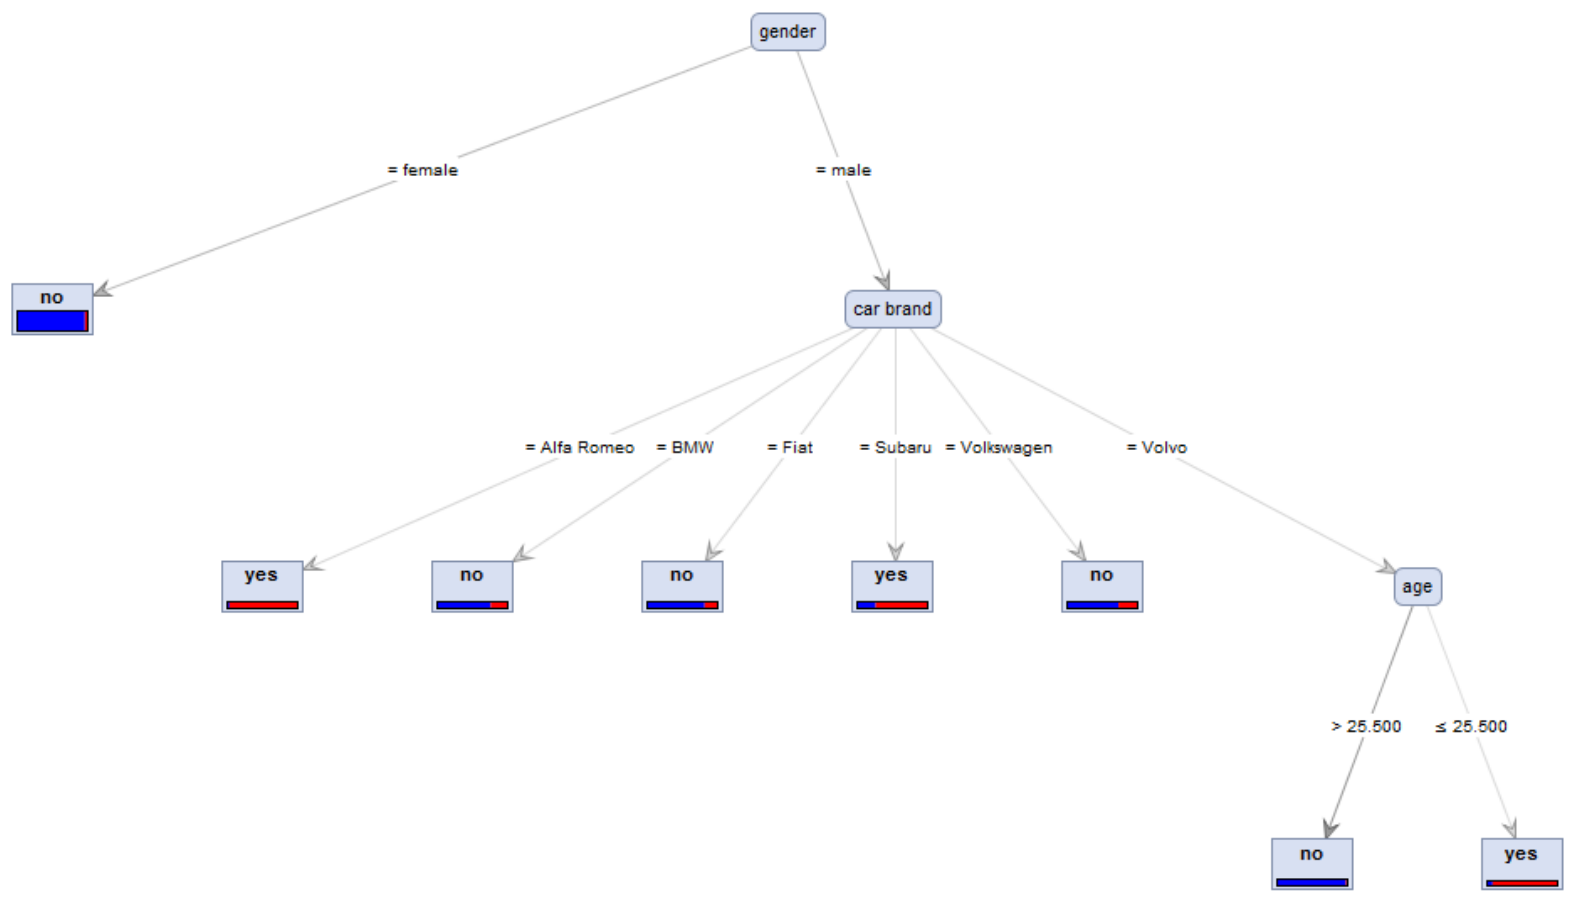 gender
= female
= male
no
car brand
= Alfa Romeo
= BMW
= Fiat
= Subaru
= Volkswagen
= Volvo
yes
no
no
yes
no
age
> 25.500
≤ 25.500
no
yes